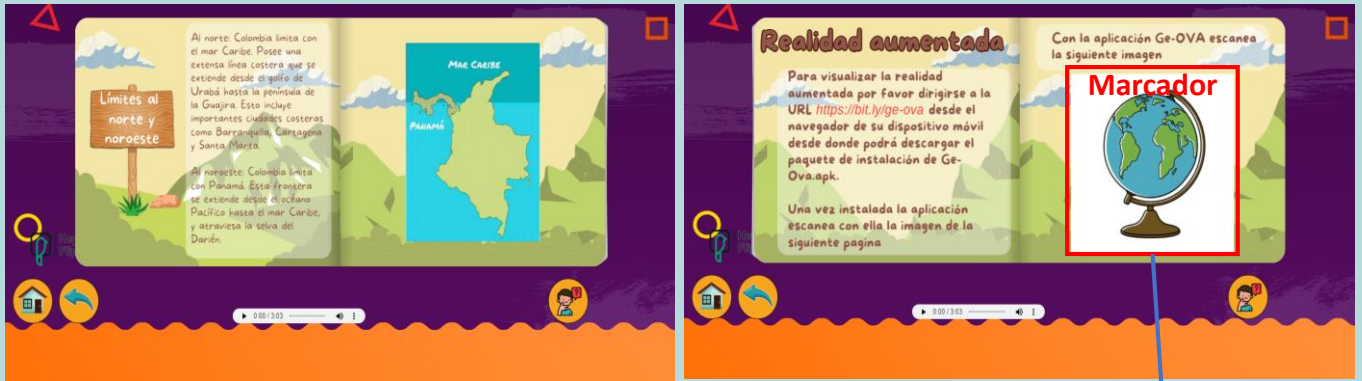 Límites al
norte y
noroeste
Al norte: Colombia limita con
el mar Caribe. Posee una
extensa línea costera que se
extiende desde el golfo de
Urabá hasta la península de
la Guajira. Esto incluye
importantes ciudades costeras
como Barranquilla, Cartagena
y Santa Marta.
Al noroeste: Colombia limita
con Panamá. Esta frontera
se extiende desde el océano
Pacífico hasta el mar Caribe,
y atraviesa la selva del
Darién.
MAR CARIBE
PANAMÁ
0:00 / 3:03
Realidad aumentada
Para visualizar la realidad
aumentada por favor dirigirse a la
URL https://bit.ly/ge-ova desde el
navegador de su dispositivo móvil
desde donde podrá descargar el
paquete de instalación de Ge-
Ova.apk.
Una vez instalada la aplicación
escanea con ella la imagen de la
siguiente pagina
Con la aplicación Ge-OVA escanea
la siguiente imagen
Marcador
0:00 / 3:03